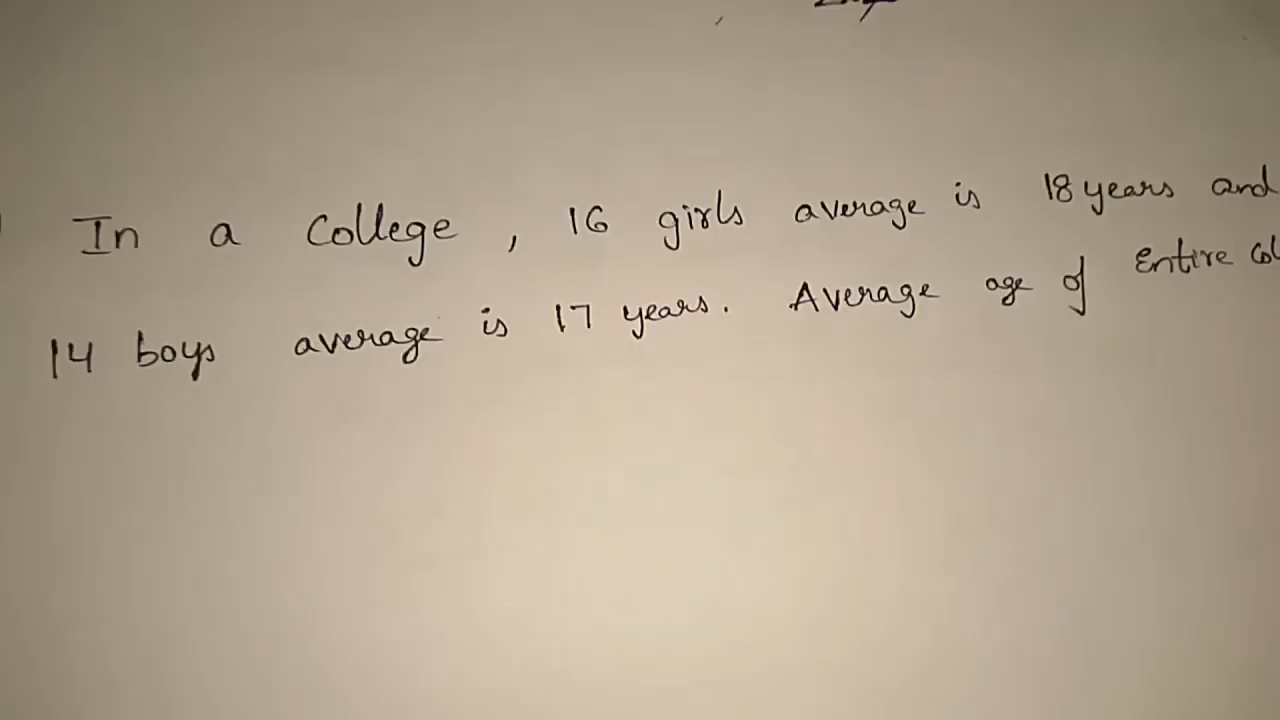 In a college, 16 girls average is 18 years and
14 boys average is 17 years. Average age of Entire